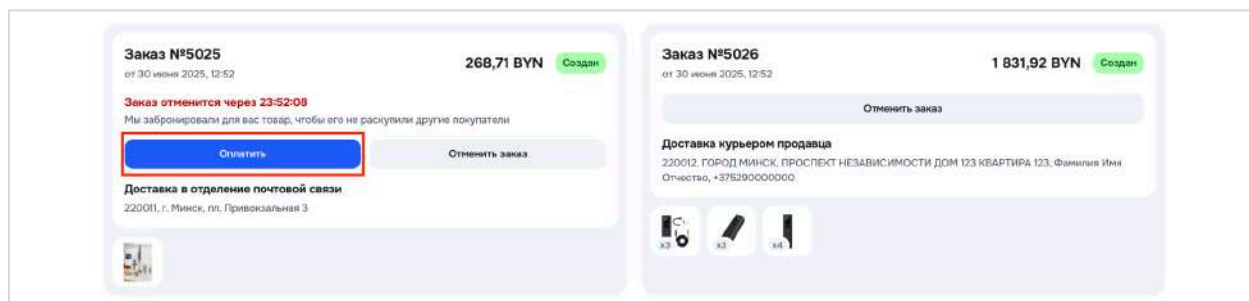 Заказ №5025
268,71 BYN
Создан
от 30 июня 2025, 12:52
Заказ отменится через 23:52:08
Мы забронировали для вас товар, чтобы его не раскупили другие покупатели
Оплатить
Отменить заказ
Доставка в отделение почтовой связи
220011, г. Минск, пл. Привокзальная 3
Заказ №5026
1 831,92 BYN
Создан
от 30 июня 2025, 12:52
Отменить заказ
Доставка курьером продавца
220012, ГОРОД МИНСК, ПРОСПЕКТ НЕЗАВИСИМОСТИ ДОМ 123 КВАРТИРА 123, Фамилия Имя
Отчество, +375290000000
x3
x3
x4